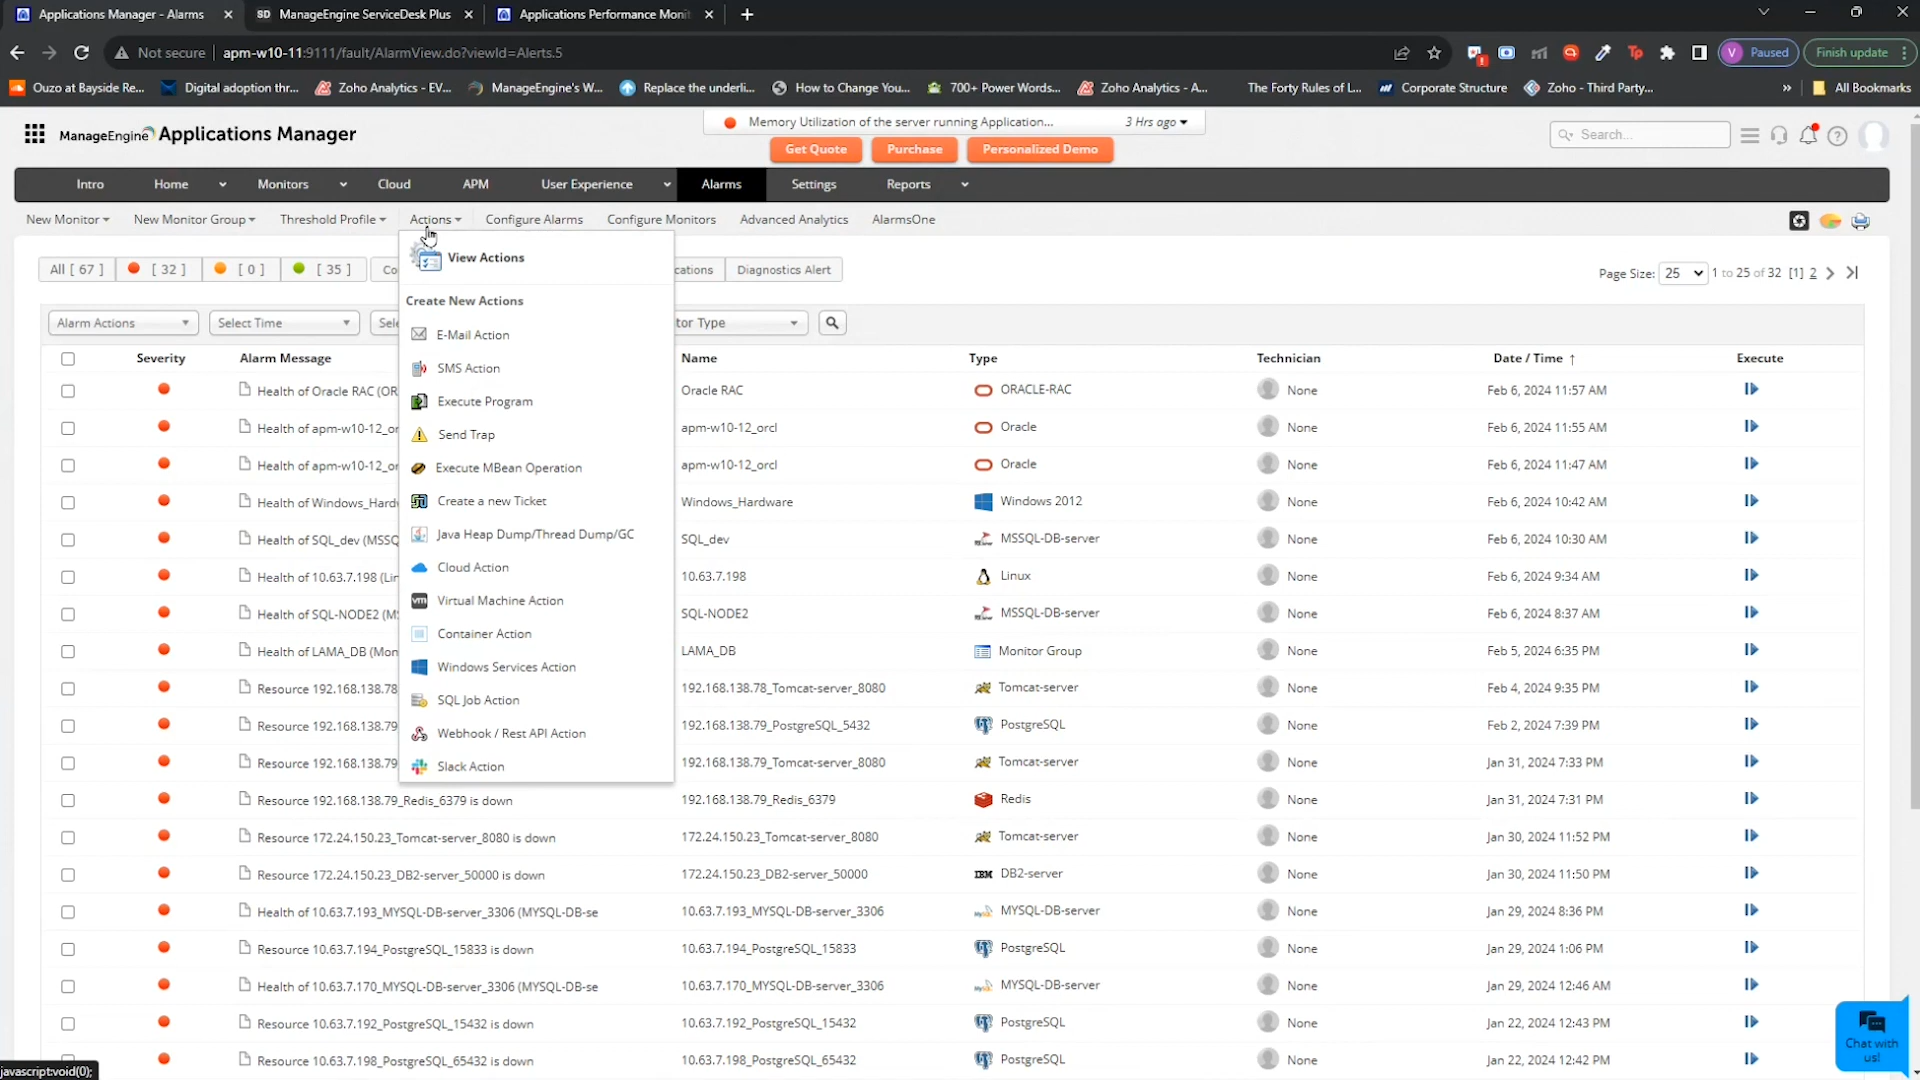 Applications Manager - Alarms
ManageEngine ServiceDesk Plus
Applications Performance Monit
Not secure
apm-w10-11:9111/fault/AlarmView.do?viewId=Alerts.5
V
Paused
Finish update
Ouzo at Bayside Re...
Digital adoption thr...
Zoho Analytics - EV...
ManageEngine's W...
Replace the underli...
How to Change You...
700+ Power Words...
Zoho Analytics - A...
The Forty Rules of L...
Corporate Structure
Zoho - Third Party...
»
All Bookmarks
ManageEngine Applications Manager
Memory Utilization of the server running Application...
3 Hrs ago
Get Quote
Purchase
Personalized Demo
Search...
Intro
Home
Monitors
Cloud
APM
User Experience
Alarms
Settings
Reports
New Monitor
New Monitor Group
Threshold Profile
Actions
Configure Alarms
Configure Monitors
Advanced Analytics
AlarmsOne
All [ 67 ]
[ 32 ]
[ 0 ]
[ 35 ]
Co
cations
Diagnostics Alert
Page Size: 25
1 to 25 of 32 [1] 2
Alarm Actions
Select Time
Sele
tor Type
View Actions
Create New Actions
E-Mail Action
SMS Action
Execute Program
Send Trap
Execute MBean Operation
Create a new Ticket
Java Heap Dump/Thread Dump/GC
Cloud Action
Virtual Machine Action
Container Action
Windows Services Action
SQL Job Action
Webhook / Rest API Action
Slack Action
Severity Alarm Message Name Type Technician Date / Time ↑ Execute
Health of Oracle RAC (OR Oracle RAC ORACLE-RAC None Feb 6, 2024 11:57 AM
Health of apm-w10-12_or apm-w10-12_orcl Oracle None Feb 6, 2024 11:55 AM
Health of apm-w10-12_or apm-w10-12_orcl Oracle None Feb 6, 2024 11:47 AM
Health of Windows_Hardw Windows_Hardware Windows 2012 None Feb 6, 2024 10:42 AM
Health of SQL_dev (MSSQ SQL_dev MSSQL-DB-server None Feb 6, 2024 10:30 AM
Health of 10.63.7.198 (Lin 10.63.7.198 Linux None Feb 6, 2024 9:34 AM
Health of SQL-NODE2 (M SQL-NODE2 MSSQL-DB-server None Feb 6, 2024 8:37 AM
Health of LAMA_DB (Mon LAMA_DB Monitor Group None Feb 5, 2024 6:35 PM
Resource 192.168.138.78 192.168.138.78_Tomcat-server_8080 Tomcat-server None Feb 4, 2024 9:35 PM
Resource 192.168.138.79 192.168.138.79_PostgreSQL_5432 PostgreSQL None Feb 2, 2024 7:39 PM
Resource 192.168.138.79 192.168.138.79_Tomcat-server_8080 Tomcat-server None Jan 31, 2024 7:33 PM
Resource 192.168.138.79_Redis_6379 is down 192.168.138.79_Redis_6379 Redis None Jan 31, 2024 7:31 PM
Resource 172.24.150.23_Tomcat-server_8080 is down 172.24.150.23_Tomcat-server_8080 Tomcat-server None Jan 30, 2024 11:52 PM
Resource 172.24.150.23_DB2-server_50000 is down 172.24.150.23_DB2-server_50000 IBM DB2-server None Jan 30, 2024 11:50 PM
Health of 10.63.7.193_MYSQL-DB-server_3306 (MYSQL-DB-se 10.63.7.193_MYSQL-DB-server_3306 MYSQL-DB-server None Jan 29, 2024 8:36 PM
Resource 10.63.7.194_PostgreSQL_15833 is down 10.63.7.194_PostgreSQL_15833 PostgreSQL None Jan 29, 2024 1:06 PM
Health of 10.63.7.170_MYSQL-DB-server_3306 (MYSQL-DB-se 10.63.7.170_MYSQL-DB-server_3306 MYSQL-DB-server None Jan 29, 2024 12:46 AM
Resource 10.63.7.192_PostgreSQL_15432 is down 10.63.7.192_PostgreSQL_15432 PostgreSQL None Jan 22, 2024 12:43 PM
Resource 10.63.7.198_PostgreSQL_65432 is down 10.63.7.198_PostgreSQL_65432 PostgreSQL None Jan 22, 2024 12:42 PM
Chat with
us!
javascript:void(0);